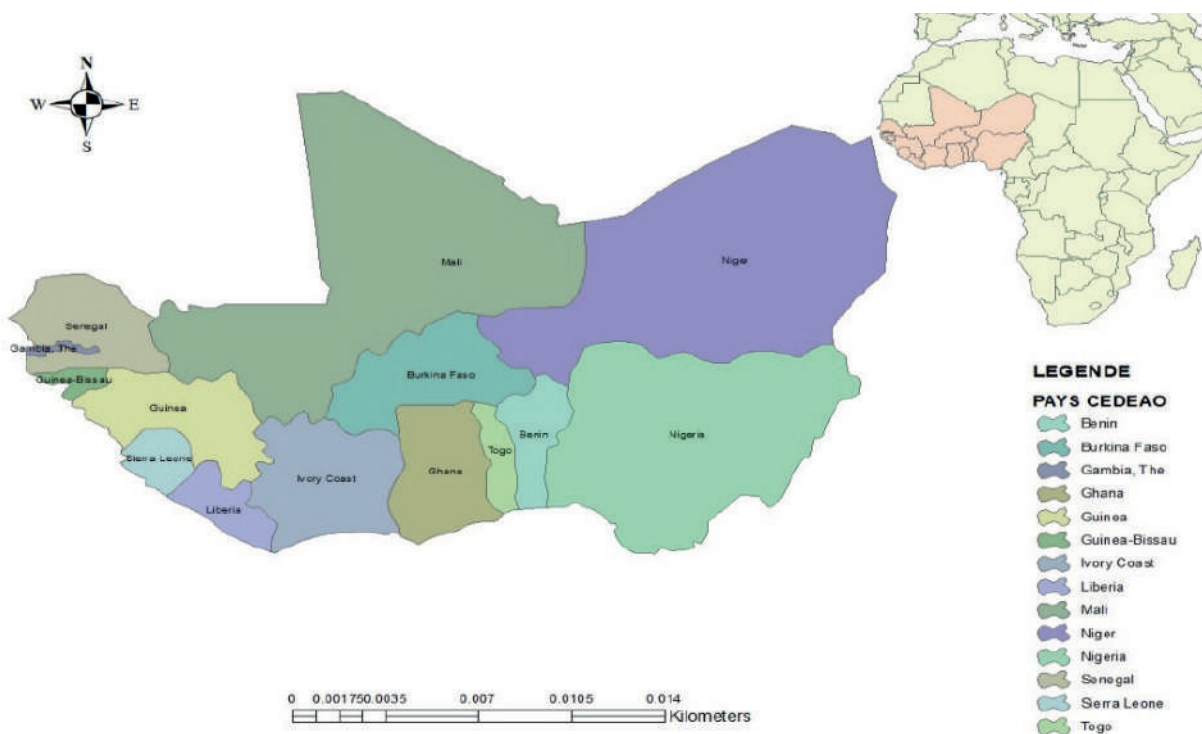 N
W E
S
Mali
Niger
Senegal
Gambia, The
Guinea-Bissau
Burkina Faso
Guinea
Benin
Nigeria
Togo
Sierra Leone
Ghana
Ivory Coast
Liberia
LEGENDE
PAYS CEDEAO
Benin
Burkina Faso
Gambia, The
Ghana
Guinea
Guinea-Bissau
Ivory Coast
Liberia
Mali
Niger
Nigeria
Senegal
Sierra Leone
Togo
0 0.001750.0035 0.007 0.0105 0.014
Kilometers